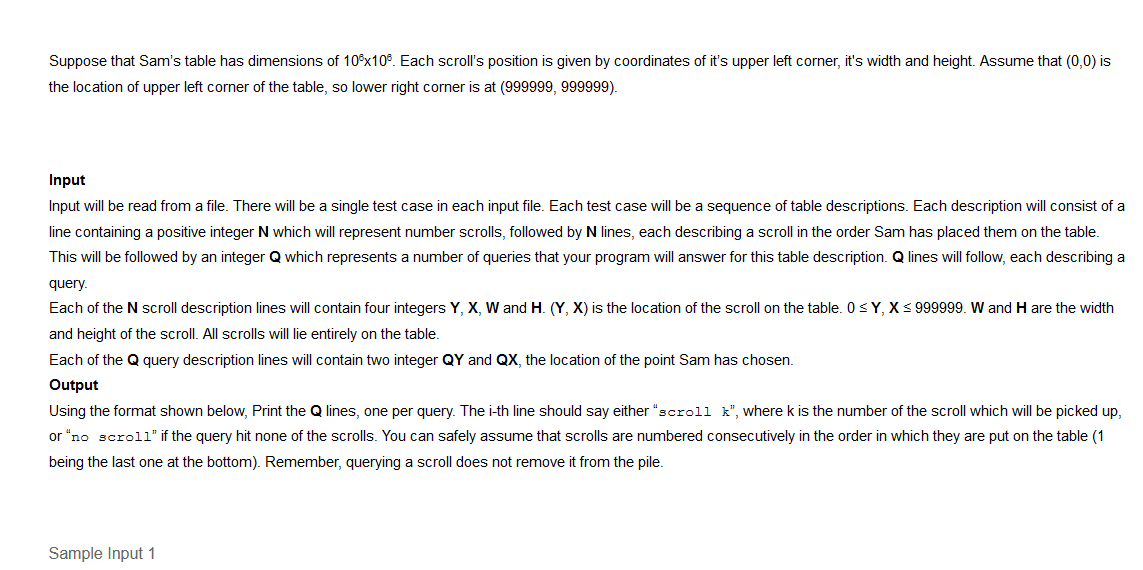 Suppose that Sam's table has dimensions of 10⁶x10⁶. Each scroll's position is given by coordinates of it's upper left corner, it's width and height. Assume that (0,0) is
the location of upper left corner of the table, so lower right corner is at (999999, 999999).
Input
Input will be read from a file. There will be a single test case in each input file. Each test case will be a sequence of table descriptions. Each description will consist of a
line containing a positive integer N which will represent number scrolls, followed by N lines, each describing a scroll in the order Sam has placed them on the table.
This will be followed by an integer Q which represents a number of queries that your program will answer for this table description. Q lines will follow, each describing a
query.
Each of the N scroll description lines will contain four integers Y, X, W and H. (Y, X) is the location of the scroll on the table. 0 ≤ Y, X ≤ 999999. W and H are the width
and height of the scroll. All scrolls will lie entirely on the table.
Each of the Q query description lines will contain two integer QY and QX, the location of the point Sam has chosen.
Output
Using the format shown below, Print the Q lines, one per query. The i-th line should say either “scroll k”, where k is the number of the scroll which will be picked up,
or “no scroll” if the query hit none of the scrolls. You can safely assume that scrolls are numbered consecutively in the order in which they are put on the table (1
being the last one at the bottom). Remember, querying a scroll does not remove it from the pile.
Sample Input 1